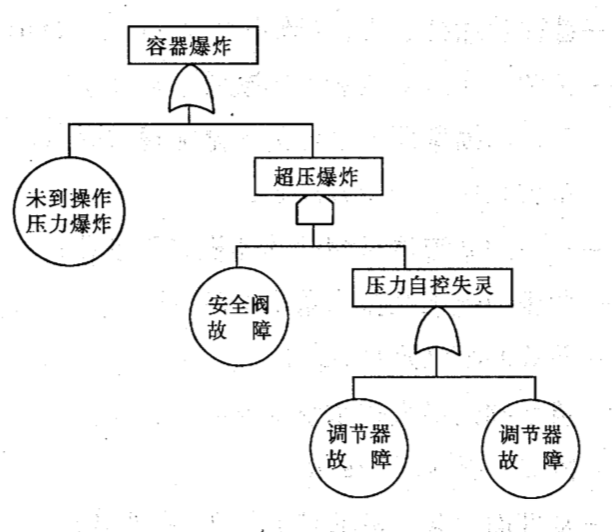 容器爆炸
未到操作
压力爆炸
超压爆炸
安全阀
故 障
压力自控失灵
调节器
故 障
调节器
故 障